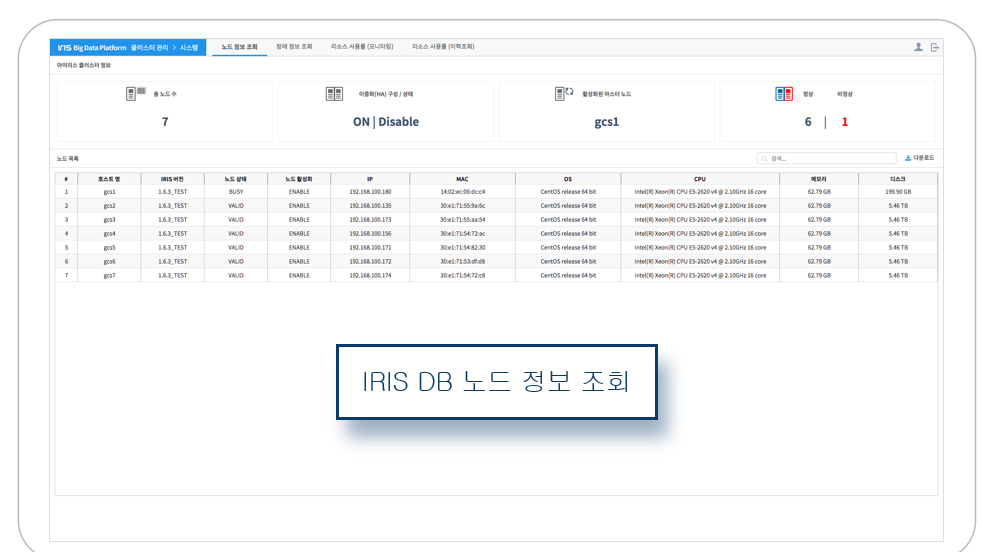 IRIS Big Data Platform 클러스터 관리 > 시스템 노드 정보 조회 장애 정보 조회 리소스 사용률 (모니터링) 리소스 사용률 (이력조회)
아이리스 클러스터 정보
총 노드 수 이중화(HA) 구성 / 상태 활성화된 마스터 노드 정상 비정상
7 ON | Disable gcs1 6 | 1
노드 목록 검색... 다운로드
# 호스트 명 IRIS 버전 노드 상태 노드 활성화 IP MAC OS CPU 메모리 디스크
1 gcs1 1.6.3_TEST BUSY ENABLE 192.168.100.180 14:02:ec:06:dc:c4 CentOS release 64 bit Intel(R) Xeon(R) CPU E5-2620 v4 @ 2.10GHz 16 core 62.79 GB 199.90 GB
2 gcs2 1.6.3_TEST VALID ENABLE 192.168.100.135 30:e1:71:55:9a:6c CentOS release 64 bit Intel(R) Xeon(R) CPU E5-2620 v4 @ 2.10GHz 16 core 62.79 GB 5.46 TB
3 gcs3 1.6.3_TEST VALID ENABLE 192.168.100.173 30:e1:71:55:aa:54 CentOS release 64 bit Intel(R) Xeon(R) CPU E5-2620 v4 @ 2.10GHz 16 core 62.79 GB 5.46 TB
4 gcs4 1.6.3_TEST VALID ENABLE 192.168.100.156 30:e1:71:54:72:ac CentOS release 64 bit Intel(R) Xeon(R) CPU E5-2620 v4 @ 2.10GHz 16 core 62.79 GB 5.46 TB
5 gcs5 1.6.3_TEST VALID ENABLE 192.168.100.171 30:e1:71:54:82:30 CentOS release 64 bit Intel(R) Xeon(R) CPU E5-2620 v4 @ 2.10GHz 16 core 62.79 GB 5.46 TB
6 gcs6 1.6.3_TEST VALID ENABLE 192.168.100.172 30:e1:71:53:df:d8 CentOS release 64 bit Intel(R) Xeon(R) CPU E5-2620 v4 @ 2.10GHz 16 core 62.79 GB 5.46 TB
7 gcs7 1.6.3_TEST VALID ENABLE 192.168.100.174 30:e1:71:54:72:c8 CentOS release 64 bit Intel(R) Xeon(R) CPU E5-2620 v4 @ 2.10GHz 16 core 62.79 GB 5.46 TB
IRIS DB 노드 정보 조회